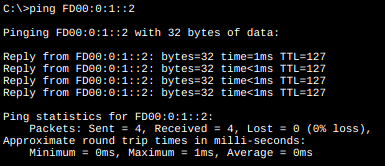 C:\>ping FD00:0:1::2
Pinging FD00:0:1::2 with 32 bytes of data:
Reply from FD00:0:1::2: bytes=32 time=1ms TTL=127
Reply from FD00:0:1::2: bytes=32 time<1ms TTL=127
Reply from FD00:0:1::2: bytes=32 time<1ms TTL=127
Reply from FD00:0:1::2: bytes=32 time<1ms TTL=127
Ping statistics for FD00:0:1::2:
    Packets: Sent = 4, Received = 4, Lost = 0 (0% loss),
Approximate round trip times in milli-seconds:
    Minimum = 0ms, Maximum = 1ms, Average = 0ms